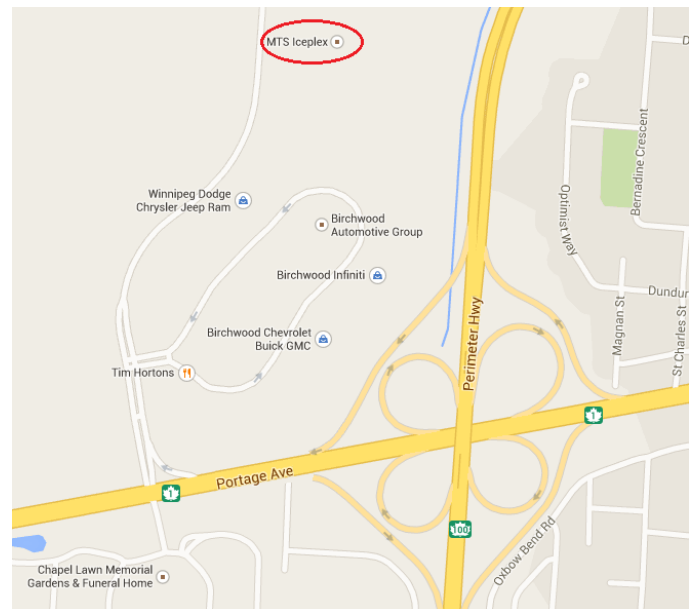 MTS Iceplex
Winnipeg Dodge
Chrysler Jeep Ram
Birchwood
Automotive Group
Birchwood Infiniti
Birchwood Chevrolet
Buick GMC
Tim Hortons
Portage Ave
1
1
Perimeter Hwy
100
Optimist Way
Bernadine Crescent
D
Dundur
Magnan St
St Charles St
Oxbow Bend Rd
Chapel Lawn Memorial
Gardens & Funeral Home